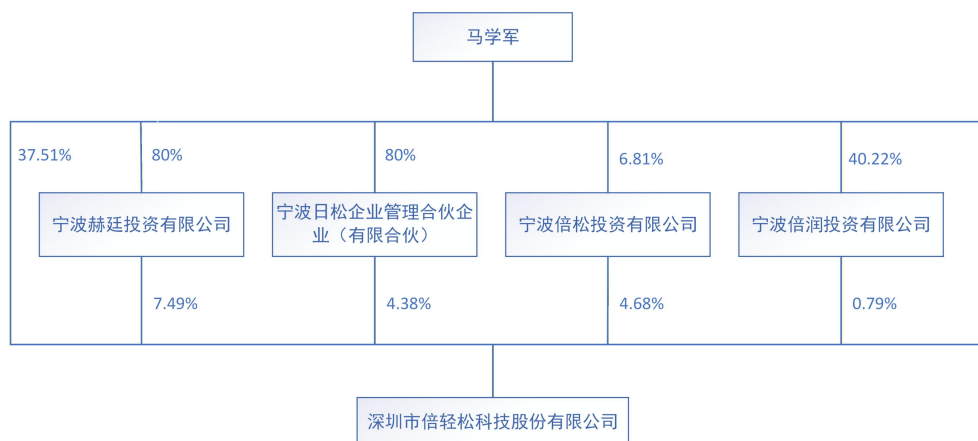 马学军
37.51%
80%
80%
6.81%
40.22%
宁波赫廷投资有限公司
宁波日松企业管理合伙企
业（有限合伙）
宁波倍松投资有限公司
宁波倍润投资有限公司
7.49%
4.38%
4.68%
0.79%
深圳市倍轻松科技股份有限公司